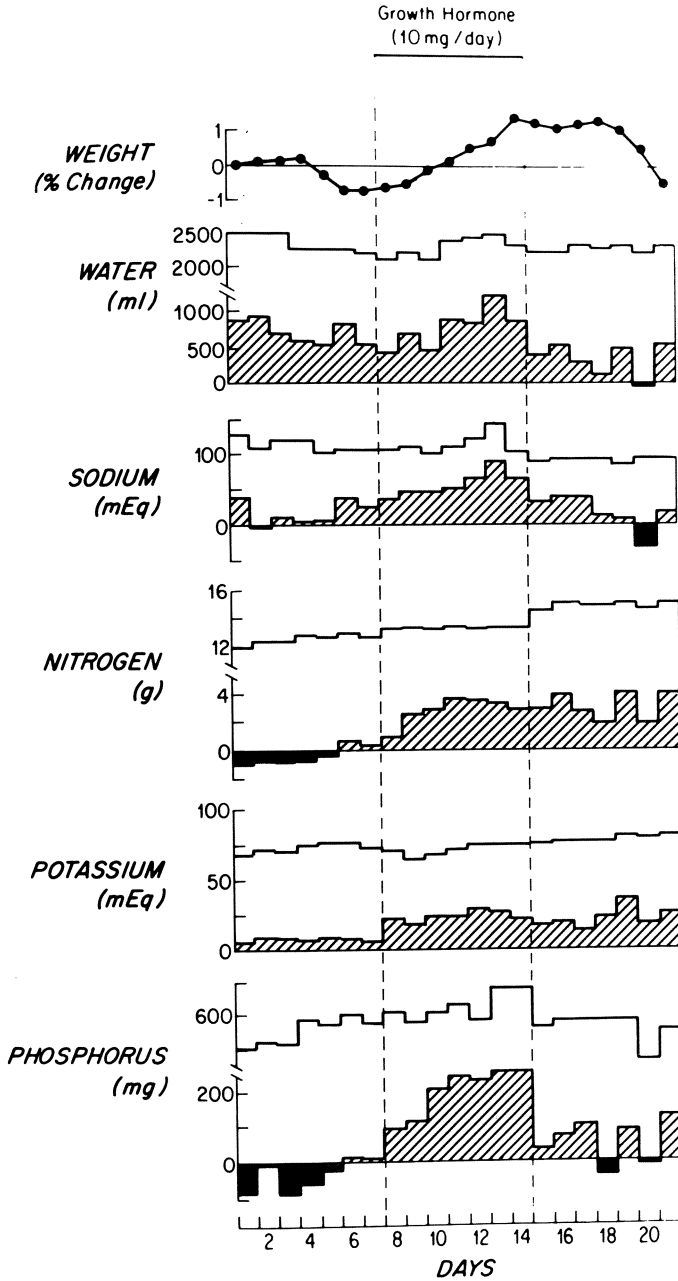 Growth Hormone
(10 mg/day)
WEIGHT
(% Change)
1
0
-1
WATER
(ml)
2500
2000
1000
500
0
SODIUM
(mEq)
100
0
NITROGEN
(g)
16
12
4
0
POTASSIUM
(mEq)
100
50
0
PHOSPHORUS
(mg)
600
200
0
2 4 6 8 10 12 14 16 18 20
DAYS